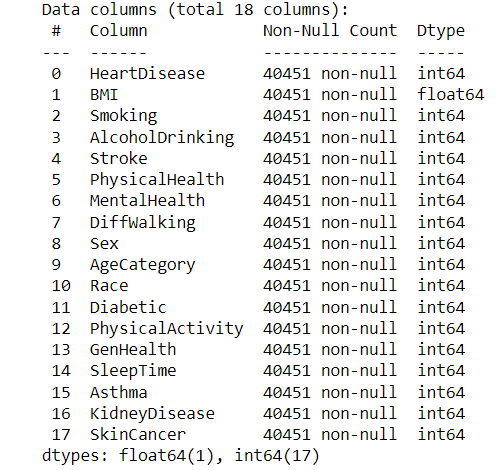 Data columns (total 18 columns):
 #   Column            Non-Null Count  Dtype
---  ------            --------------  -----
 0   HeartDisease      40451 non-null  int64
 1   BMI               40451 non-null  float64
 2   Smoking           40451 non-null  int64
 3   AlcoholDrinking   40451 non-null  int64
 4   Stroke            40451 non-null  int64
 5   PhysicalHealth    40451 non-null  int64
 6   MentalHealth      40451 non-null  int64
 7   DiffWalking       40451 non-null  int64
 8   Sex               40451 non-null  int64
 9   AgeCategory       40451 non-null  int64
 10  Race              40451 non-null  int64
 11  Diabetic          40451 non-null  int64
 12  PhysicalActivity  40451 non-null  int64
 13  GenHealth         40451 non-null  int64
 14  SleepTime         40451 non-null  int64
 15  Asthma            40451 non-null  int64
 16  KidneyDisease     40451 non-null  int64
 17  SkinCancer        40451 non-null  int64
dtypes: float64(1), int64(17)